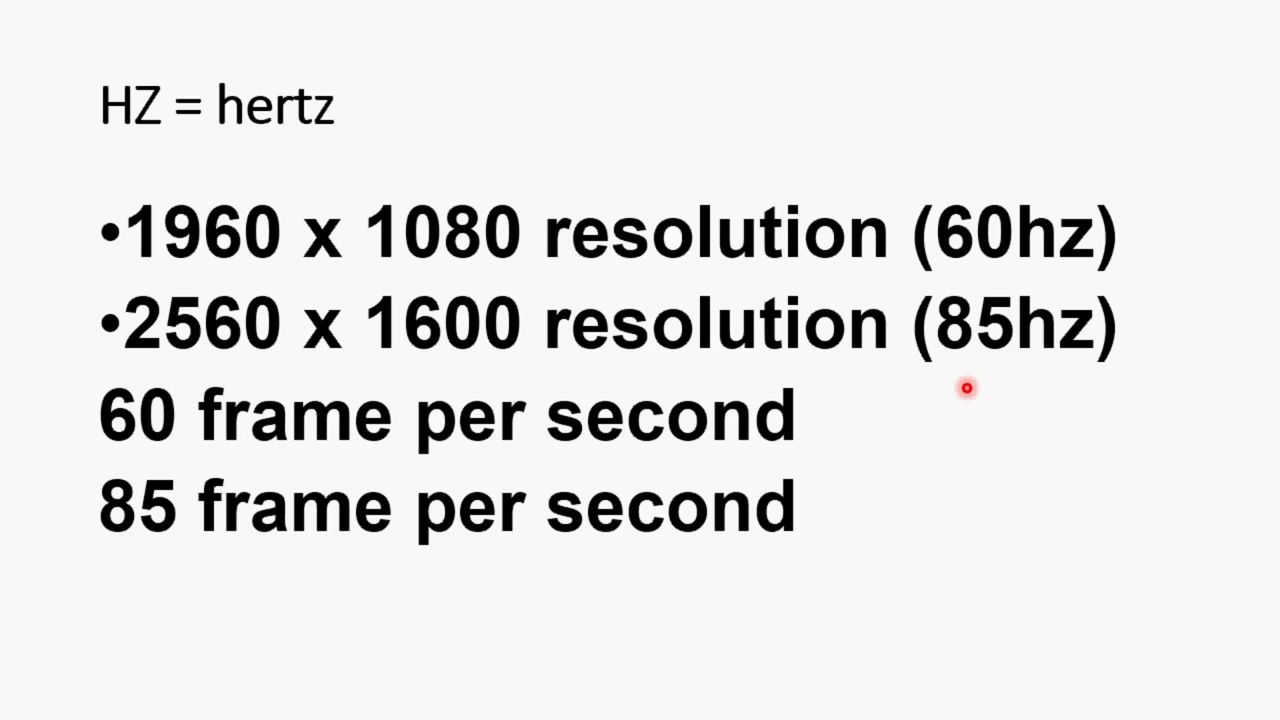 HZ = hertz
•1960 x 1080 resolution (60hz)
•2560 x 1600 resolution (85hz)
60 frame per second
85 frame per second